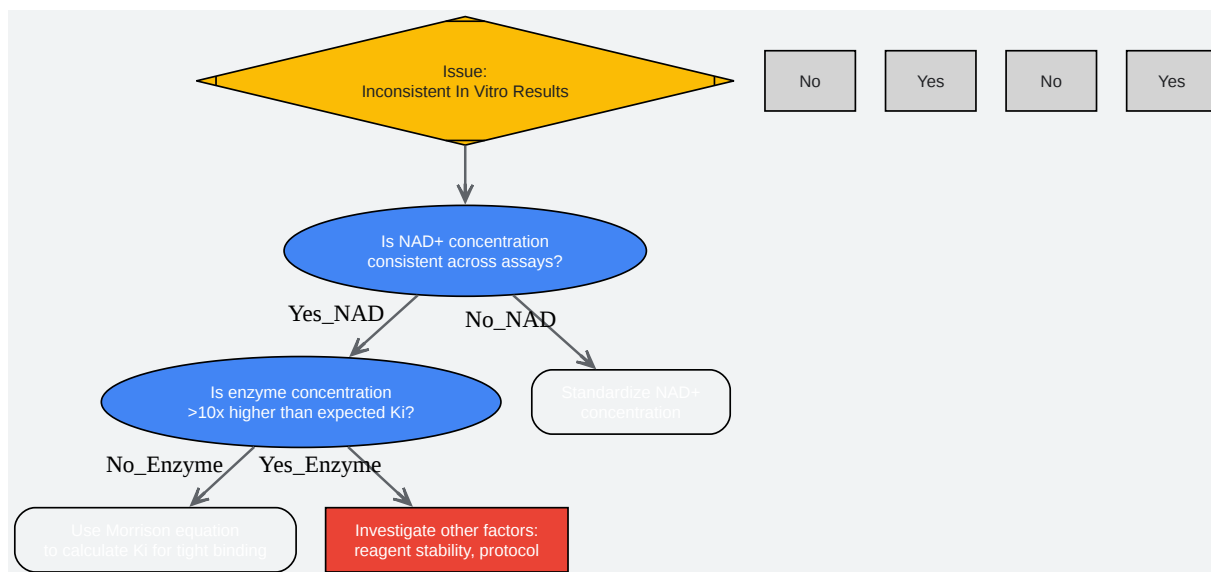 Issue:
Inconsistent In Vitro Results
No
Yes
No
Yes
Is NAD+ concentration
consistent across assays?
Yes_NAD
No_NAD
Is enzyme concentration
>10x higher than expected Ki?
Standardize NAD+
concentration
No_Enzyme
Yes_Enzyme
Use Morrison equation
to calculate Ki for tight binding
Investigate other factors:
reagent stability, protocol